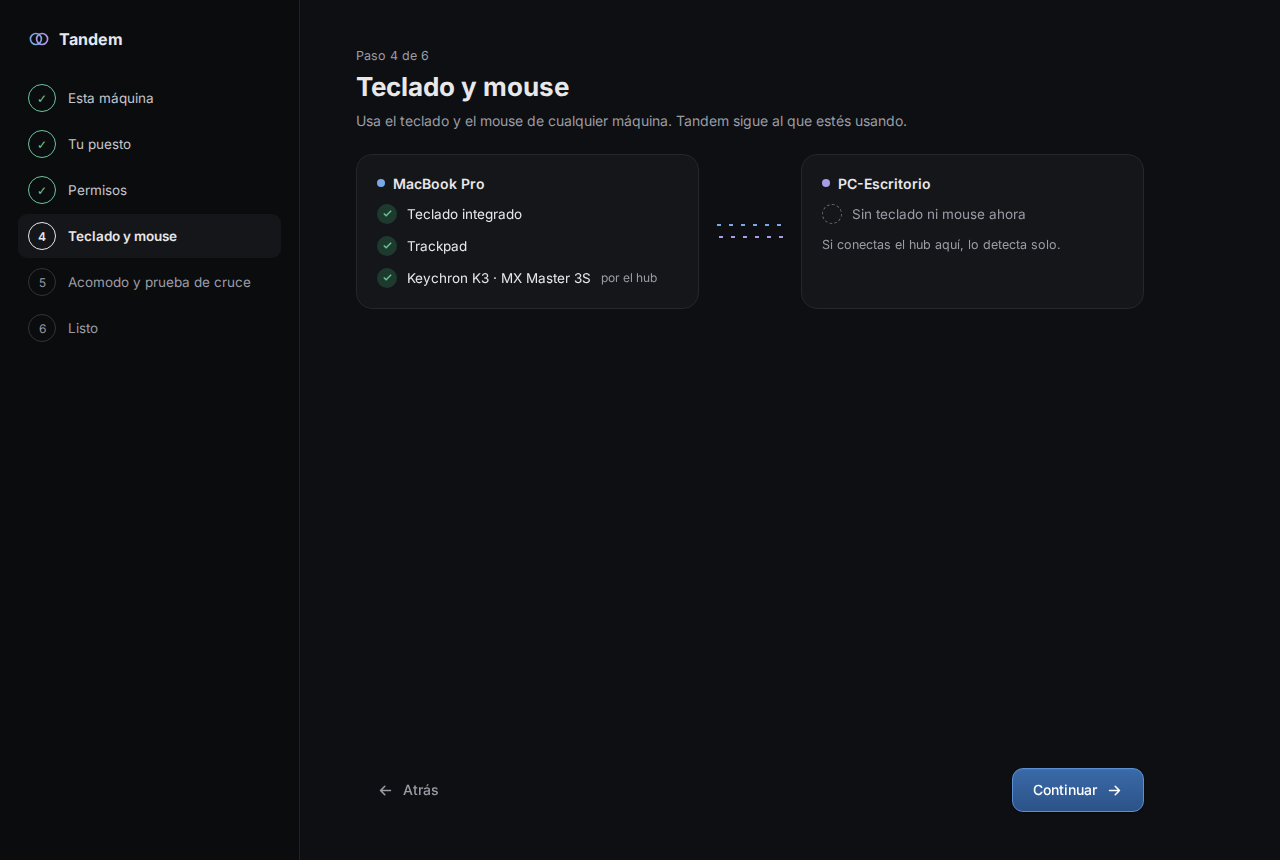 Tandem
✓ Esta máquina
✓ Tu puesto
✓ Permisos
4 Teclado y mouse
5 Acomodo y prueba de cruce
6 Listo
Paso 4 de 6
Teclado y mouse
Usa el teclado y el mouse de cualquier máquina. Tandem sigue al que estés usando.
MacBook Pro
Teclado integrado
Trackpad
Keychron K3 · MX Master 3S por el hub
PC-Escritorio
Sin teclado ni mouse ahora
Si conectas el hub aquí, lo detecta solo.
← Atrás
Continuar →